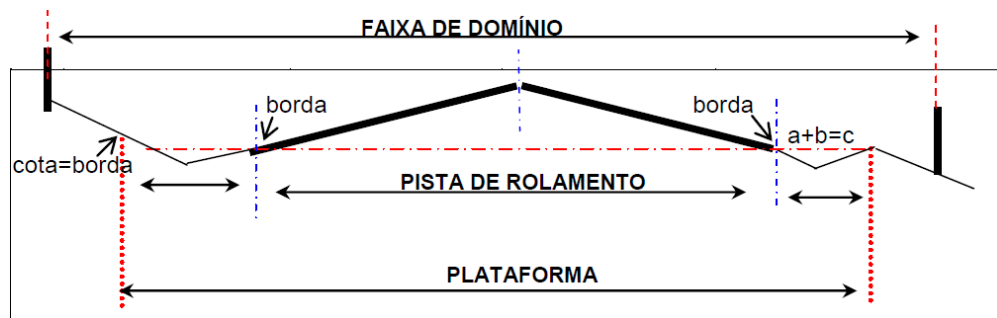 FAIXA DE DOMÍNIO
borda
borda
a+b=c
cota=borda
PISTA DE ROLAMENTO
PLATAFORMA